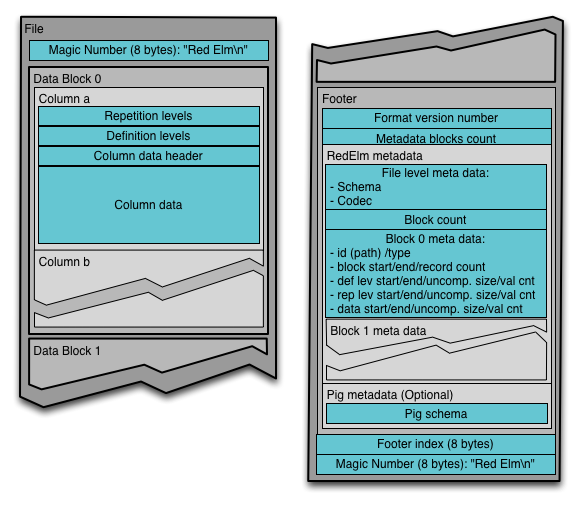 File
Magic Number (8 bytes): "Red Elm\n"
Data Block 0
Column a
Repetition levels
Definition levels
Column data header
Column data
Column b
Data Block 1
Footer
Format version number
Metadata blocks count
RedElm metadata
File level meta data:
- Schema
- Codec
Block count
Block 0 meta data:
- id (path) /type
- block start/end/record count
- def lev start/end/uncomp. size/val cnt
- rep lev start/end/uncomp. size/val cnt
- data start/end/uncomp. size/val cnt
Block 1 meta data
Pig metadata (Optional)
Pig schema
Footer index (8 bytes)
Magic Number (8 bytes): "Red Elm\n"